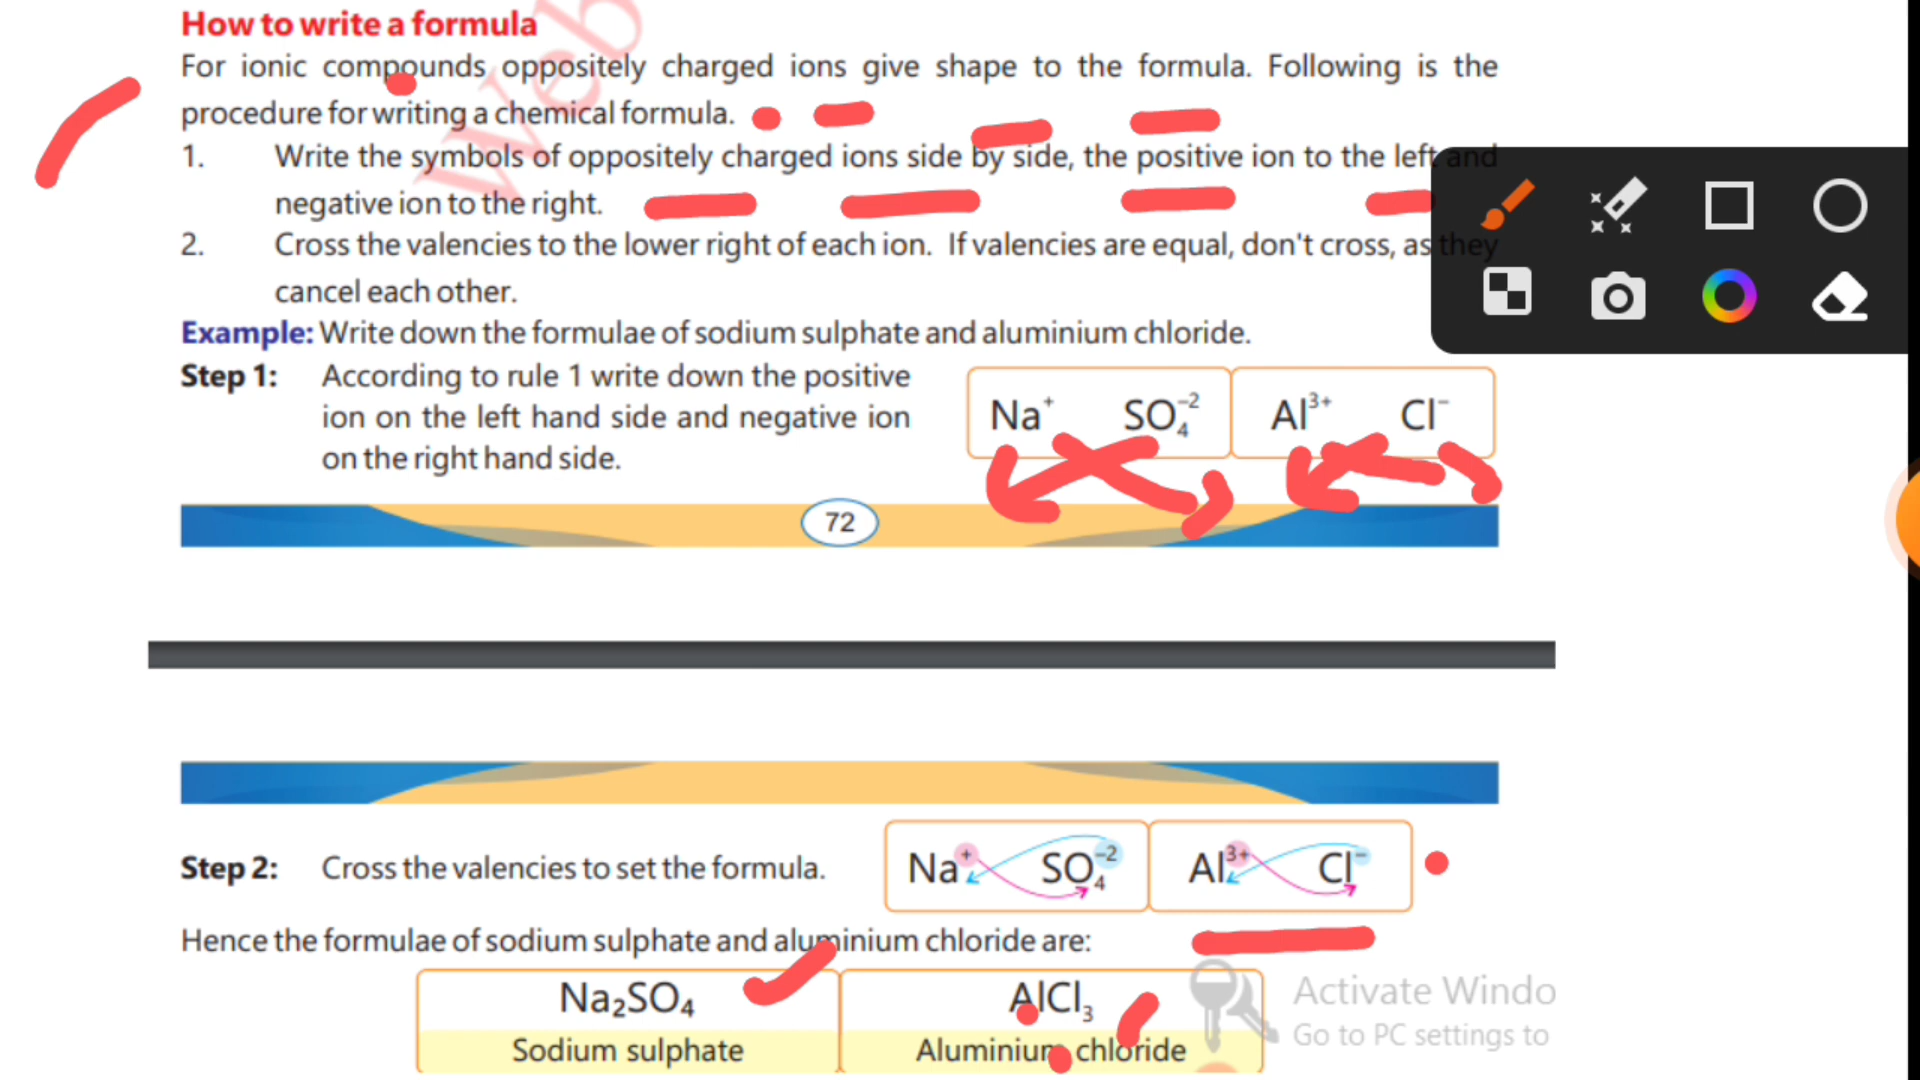 How to write a formula
For ionic compounds oppositely charged ions give shape to the formula. Following is the
procedure for writing a chemical formula.
1. Write the symbols of oppositely charged ions side by side, the positive ion to the left and
negative ion to the right.
2. Cross the valencies to the lower right of each ion. If valencies are equal, don't cross, as they
cancel each other.
Example: Write down the formulae of sodium sulphate and aluminium chloride.
Step 1: According to rule 1 write down the positive
ion on the left hand side and negative ion
on the right hand side.
Na⁺ SO₄⁻² Al³⁺ Cl⁻
72
Step 2: Cross the valencies to set the formula.
Na⁺ SO₄⁻² Al³⁺ Cl⁻
Hence the formulae of sodium sulphate and aluminium chloride are:
Na₂SO₄ AlCl₃
Sodium sulphate Aluminium chloride
Web
Activate Windo
Go to PC settings to